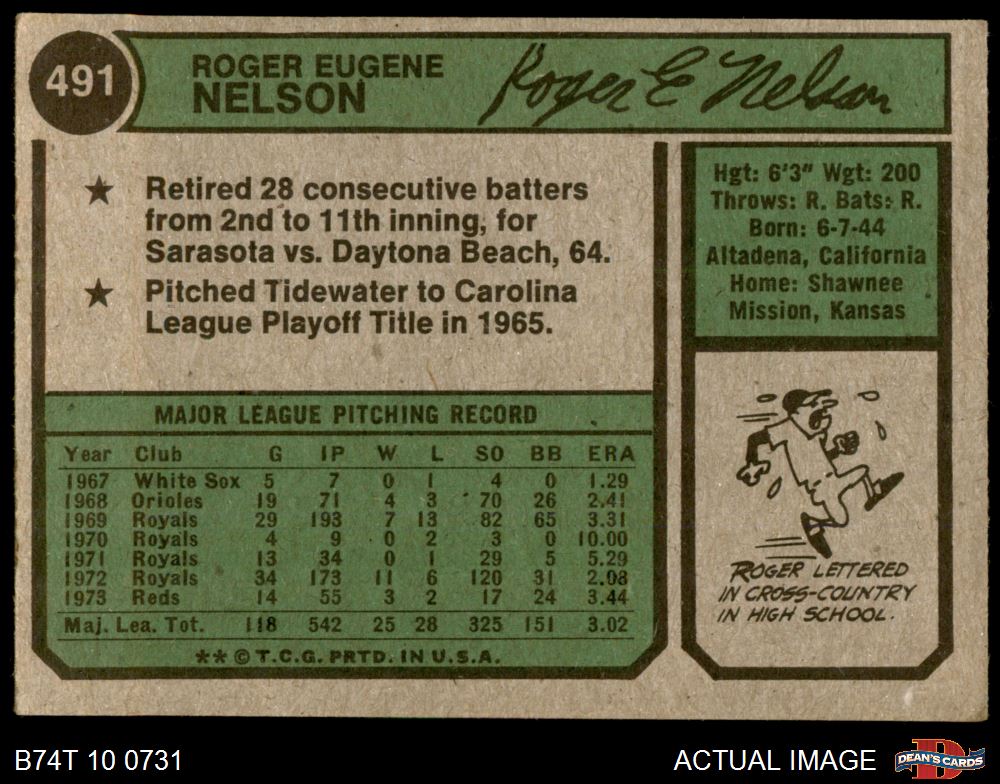 491
ROGER EUGENE
NELSON
Roger E Nelson
★ Retired 28 consecutive batters
from 2nd to 11th inning, for
Sarasota vs. Daytona Beach, 64.
★ Pitched Tidewater to Carolina
League Playoff Title in 1965.
Hgt: 6'3" Wgt: 200
Throws: R. Bats: R.
Born: 6-7-44
Altadena, California
Home: Shawnee
Mission, Kansas
MAJOR LEAGUE PITCHING RECORD
Year Club G IP W L SO BB ERA
1967 White Sox 5 7 0 1 4 0 1.29
1968 Orioles 19 71 4 3 70 26 2.41
1969 Royals 29 193 7 13 82 65 3.31
1970 Royals 4 9 0 2 3 0 10.00
1971 Royals 13 34 0 1 29 5 5.29
1972 Royals 34 173 11 6 120 31 2.08
1973 Reds 14 55 3 2 17 24 3.44
Maj. Lea. Tot. 118 542 25 28 325 151 3.02
** © T.C.G. PRTD. IN U.S.A.
ROGER LETTERED
IN CROSS-COUNTRY
IN HIGH SCHOOL.
B74T 10 0731
ACTUAL IMAGE
DEAN'S CARDS